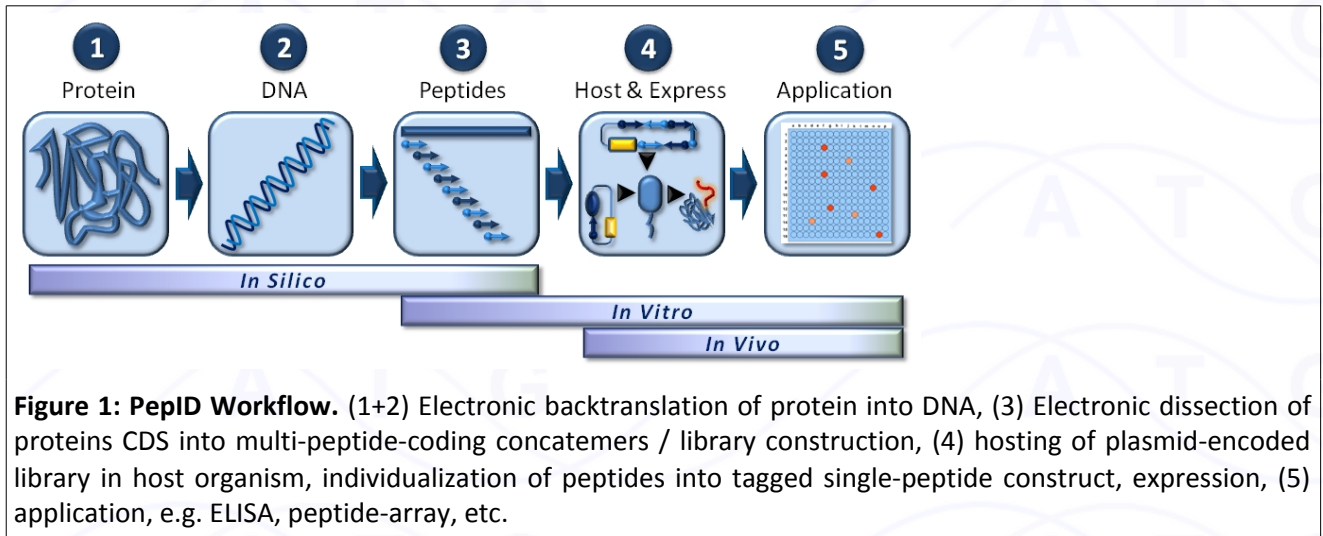 1 2 3 4 5
Protein DNA Peptides Host & Express Application
In Silico
In Vitro
In Vivo
Figure 1: PepID Workflow. (1+2) Electronic backtranslation of protein into DNA, (3) Electronic dissection of
proteins CDS into multi-peptide-coding concatemers / library construction, (4) hosting of plasmid-encoded
library in host organism, individualization of peptides into tagged single-peptide construct, expression, (5)
application, e.g. ELISA, peptide-array, etc.